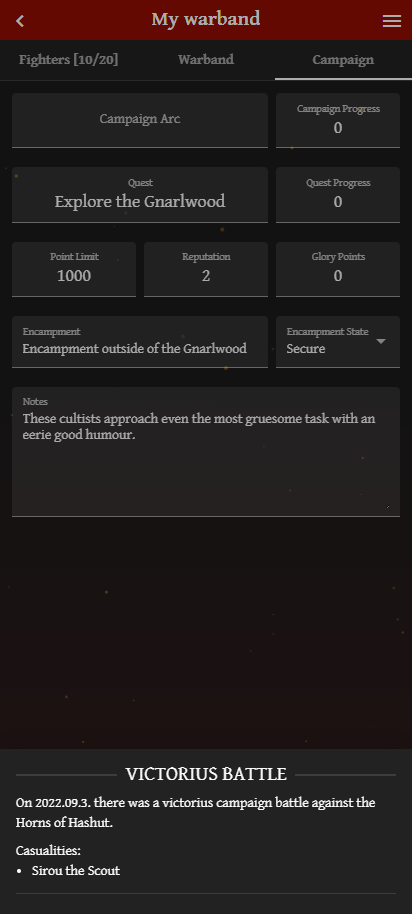 My warband
Fighters [10/20]
Warband
Campaign
Campaign Arc
Campaign Progress
0
Quest
Explore the Gnarlwood
Quest Progress
0
Point Limit
1000
Reputation
2
Glory Points
0
Encampment
Encampment outside of the Gnarlwood
Encampment State
Secure
Notes
These cultists approach even the most gruesome task with an
eerie good humour.
VICTORIUS BATTLE
On 2022.09.3. there was a victorius campaign battle against the
Horns of Hashut.
Casualities:
• Sirou the Scout